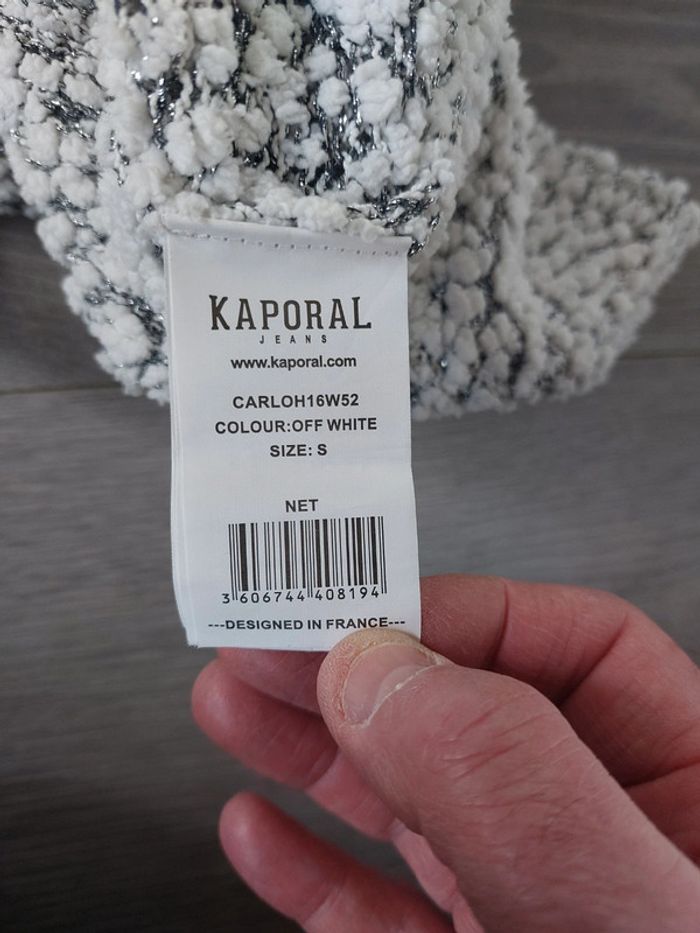 KAPORAL
JEANS
www.kaporal.com
CARLOH16W52
COLOUR:OFF WHITE
SIZE: S
NET
3 606744 408194
---DESIGNED IN FRANCE---